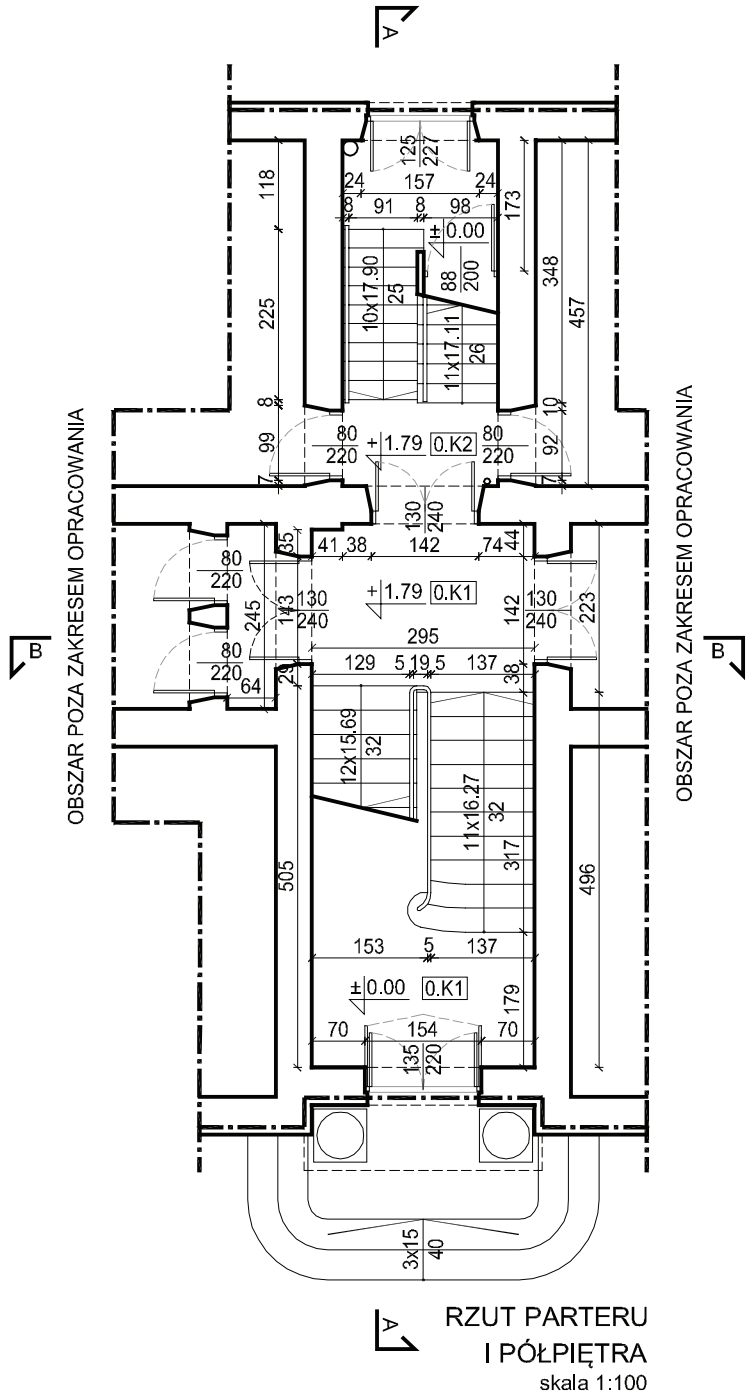 A
125
227
24 157 24
118
8 91 8 98
173
±0.00
348
88
200
10x17.90
25
457
225
11x17.11
26
8
10
99
80
220
+1.79 0.K2
80
220
92
7
7
130
240
OBSZAR POZA ZAKRESEM OPRACOWANIA
OBSZAR POZA ZAKRESEM OPRACOWANIA
35
41 38 142 74
44
80
220
245
143
130
240
+1.79 0.K1
142
130
240
223
B
295
B
80
220
64
29
129 5 19 5 137
38
12x15.69
32
11x16.27
32
317
505
496
153 5 137
±0.00 0.K1
179
70 154 70
135
220
3x15
40
A
RZUT PARTERU
I PÓŁPIĘTRA
skala 1:100